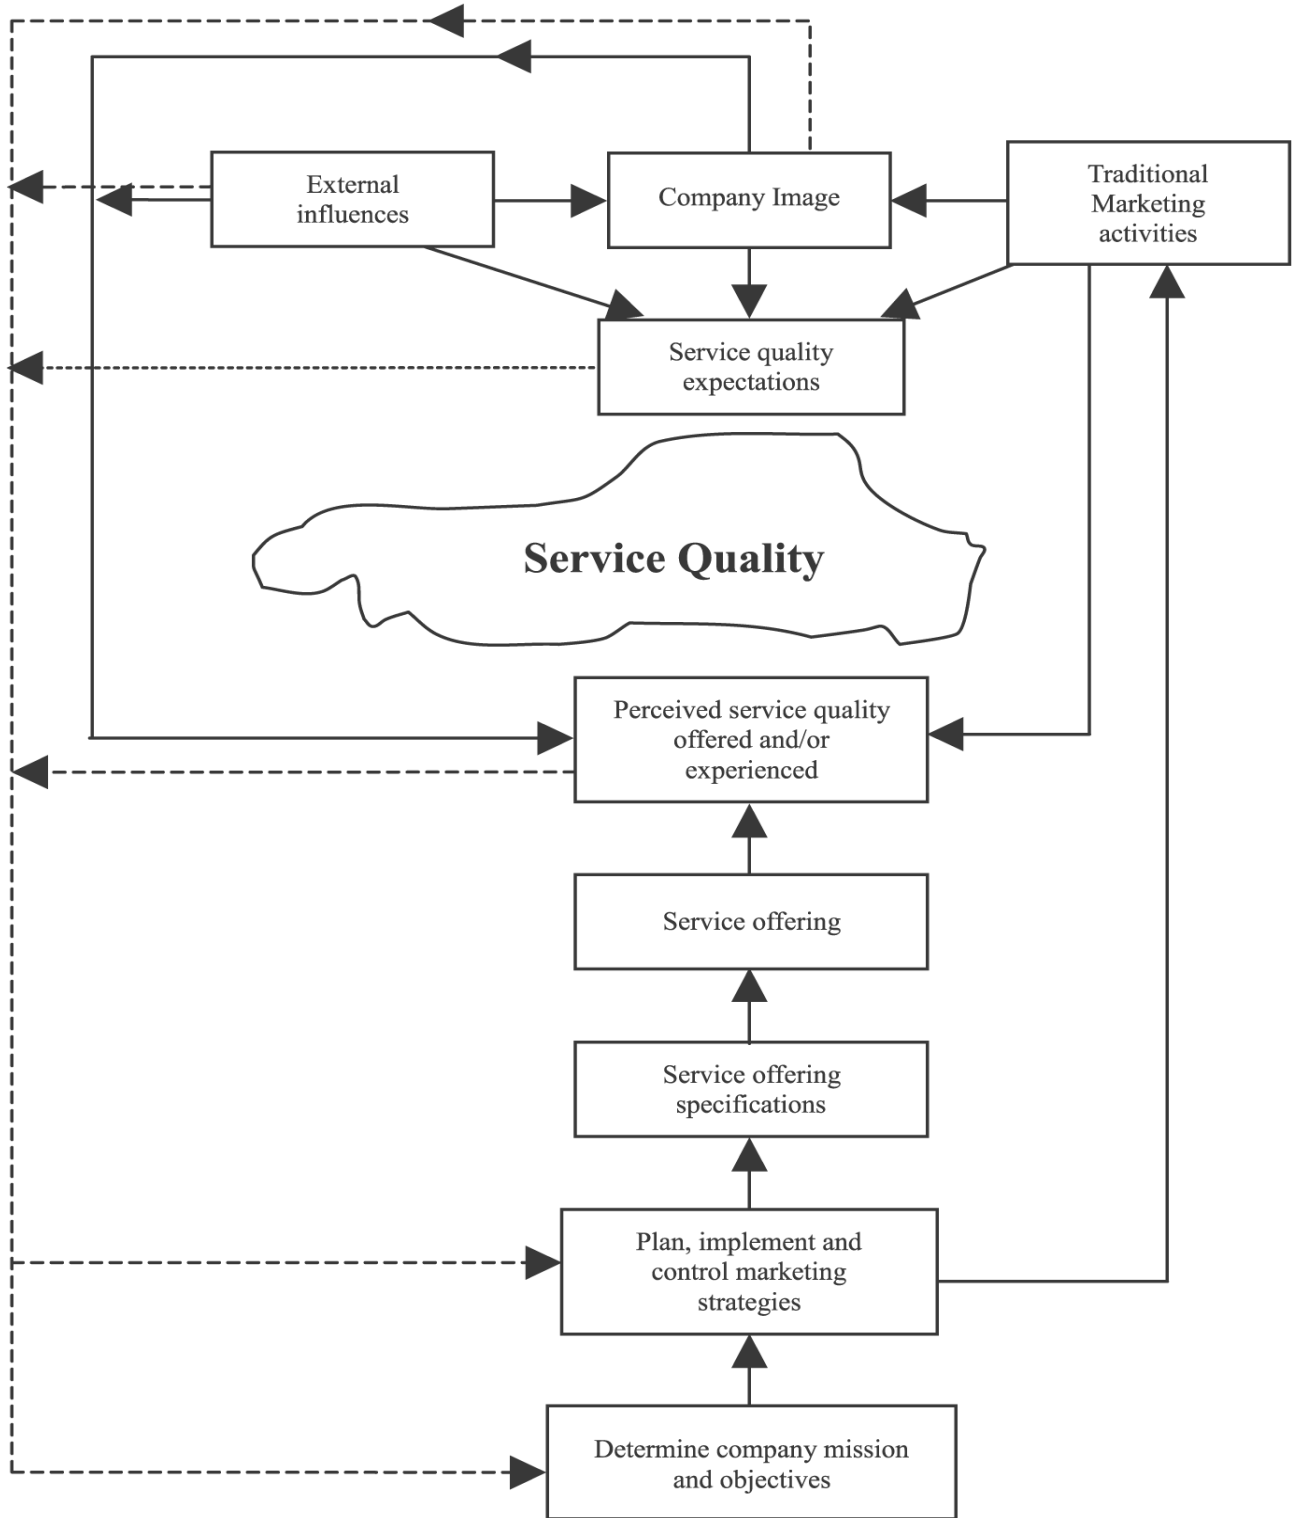 External
influences
Company Image
Traditional
Marketing
activities
Service quality
expectations
Service Quality
Perceived service quality
offered and/or
experienced
Service offering
Service offering
specifications
Plan, implement and
control marketing
strategies
Determine company mission
and objectives